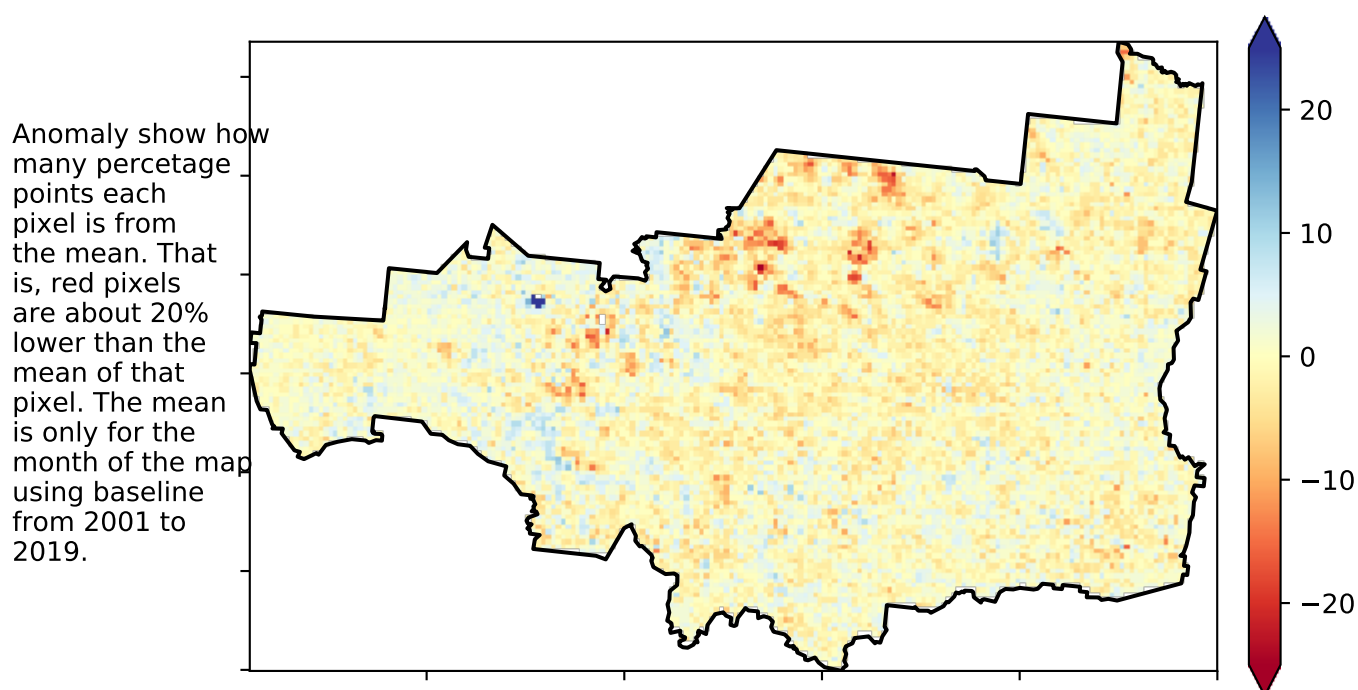 Anomaly show how
many percetage
points each
pixel is from
the mean. That
is, red pixels
are about 20%
lower than the
mean of that
pixel. The mean
is only for the
month of the map
using baseline
from 2001 to
2019.
20
10
0
−10
−20